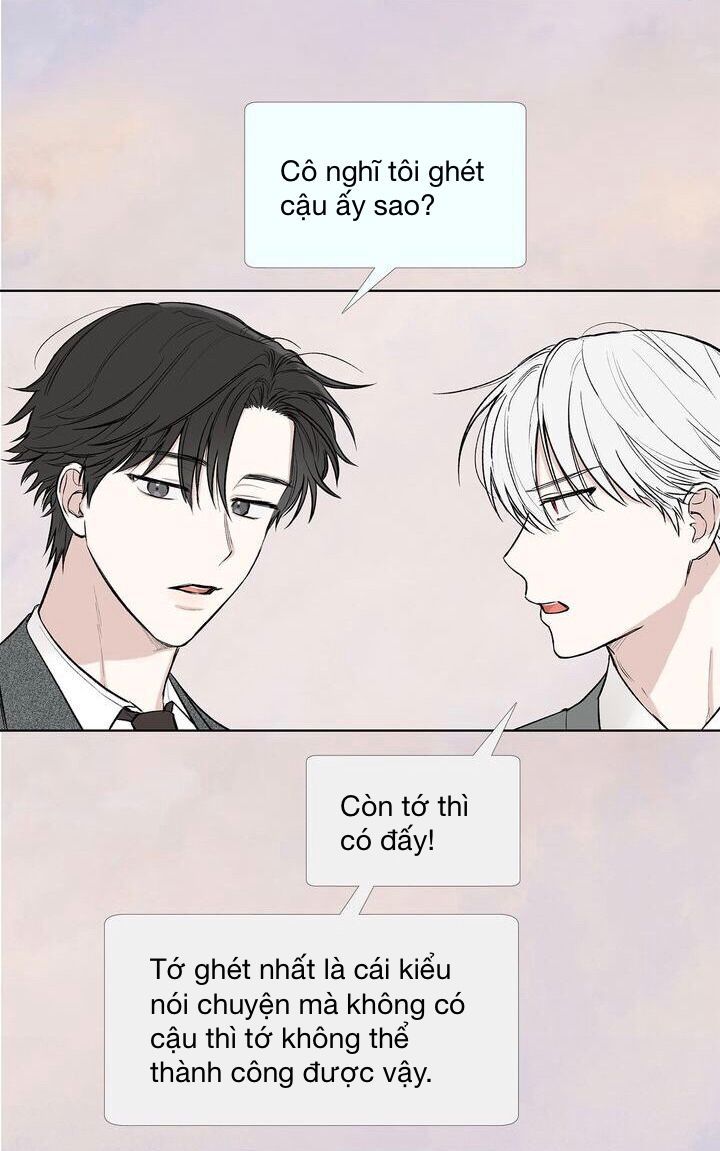 Cô nghĩ tôi ghét
cậu ấy sao?
Còn tớ thì
có đấy!
Tớ ghét nhất là cái kiểu
nói chuyện mà không có
cậu thì tớ không thể
thành công được vậy.